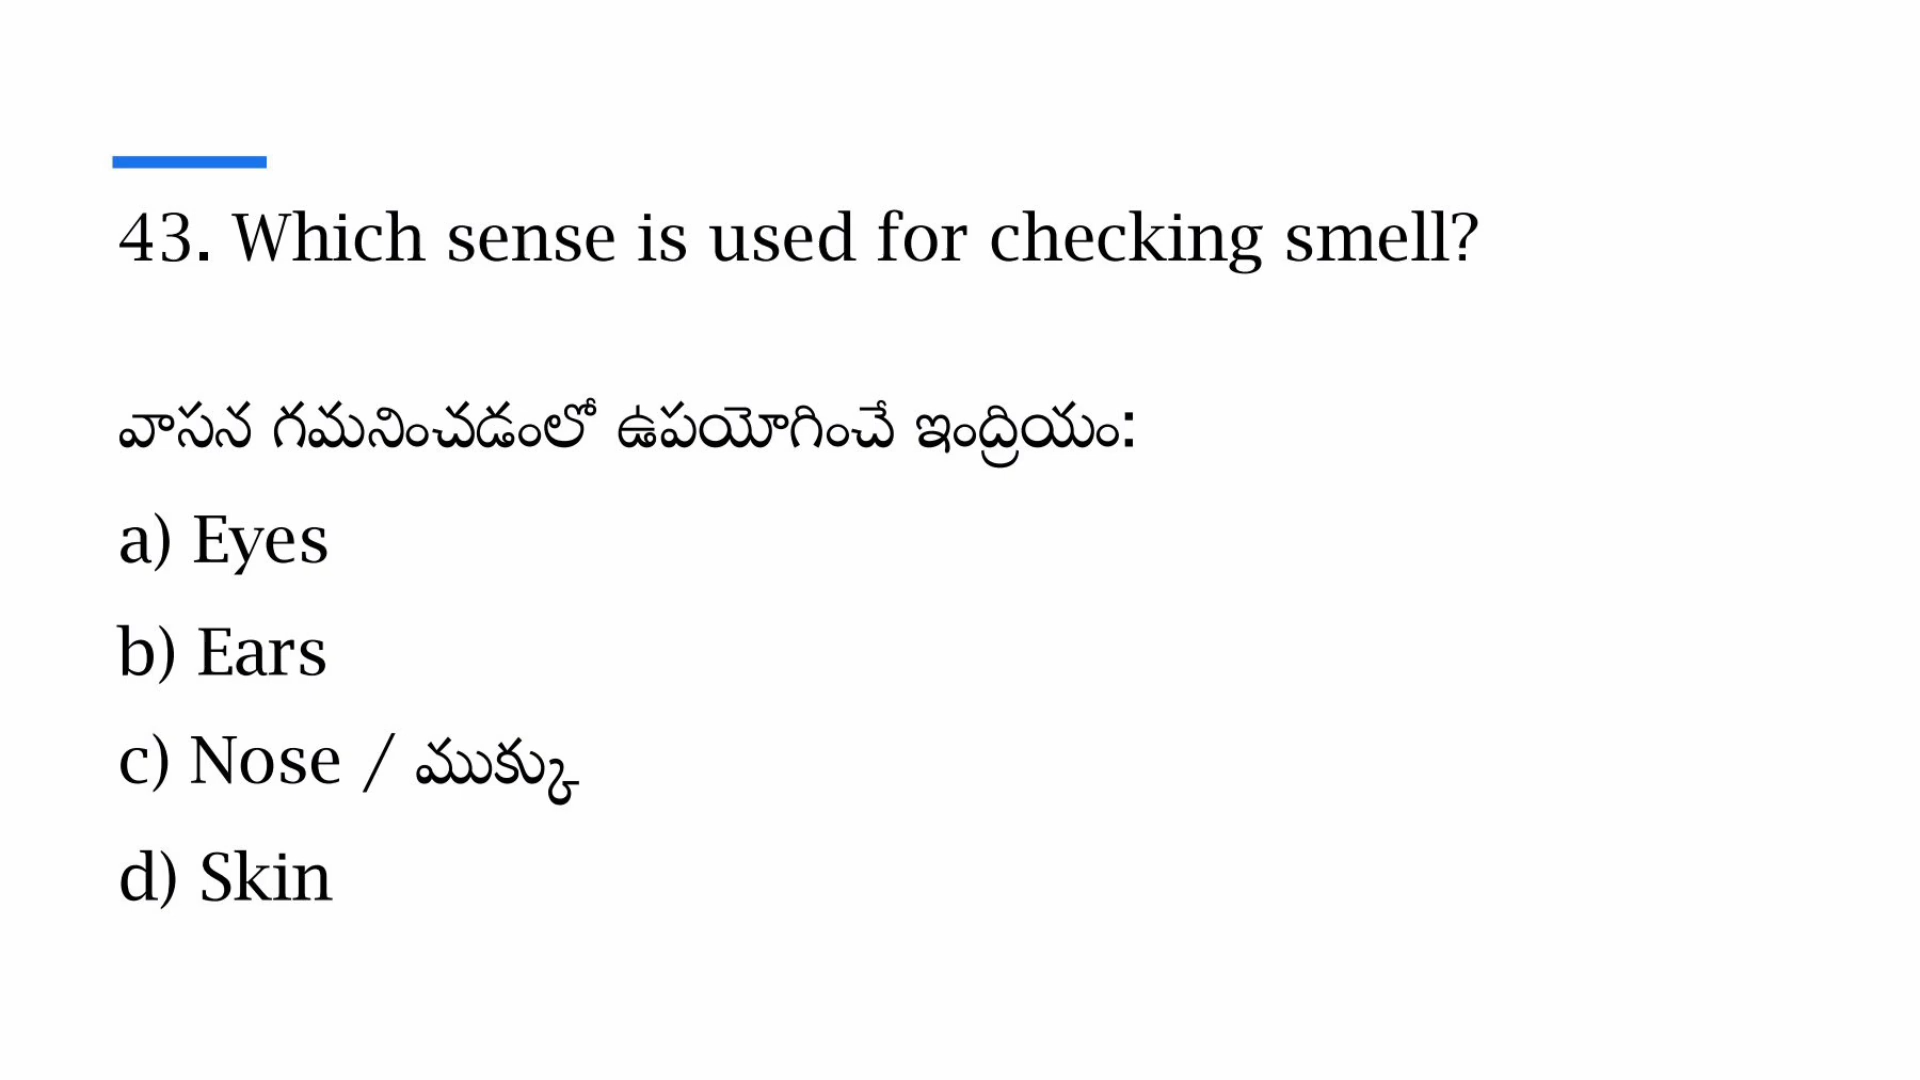 43. Which sense is used for checking smell?
వాసన గమనించడంలో ఉపయోగించే ఇంద్రియం:
a) Eyes
b) Ears
c) Nose / ముక్కు
d) Skin